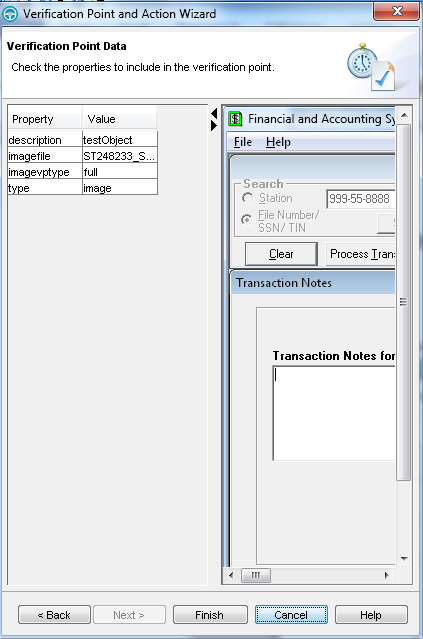 Verification Point and Action Wizard
Verification Point Data
Check the properties to include in the verification point.
Property Value
description testObject
imagefile ST248233_S...
imagevptype full
type image
Financial and Accounting Sy
File Help
Search
Station 999-55-8888
File Number/
SSN/ TIN
Clear Process Tran
Transaction Notes
Transaction Notes for
< Back Next > Finish Cancel Help